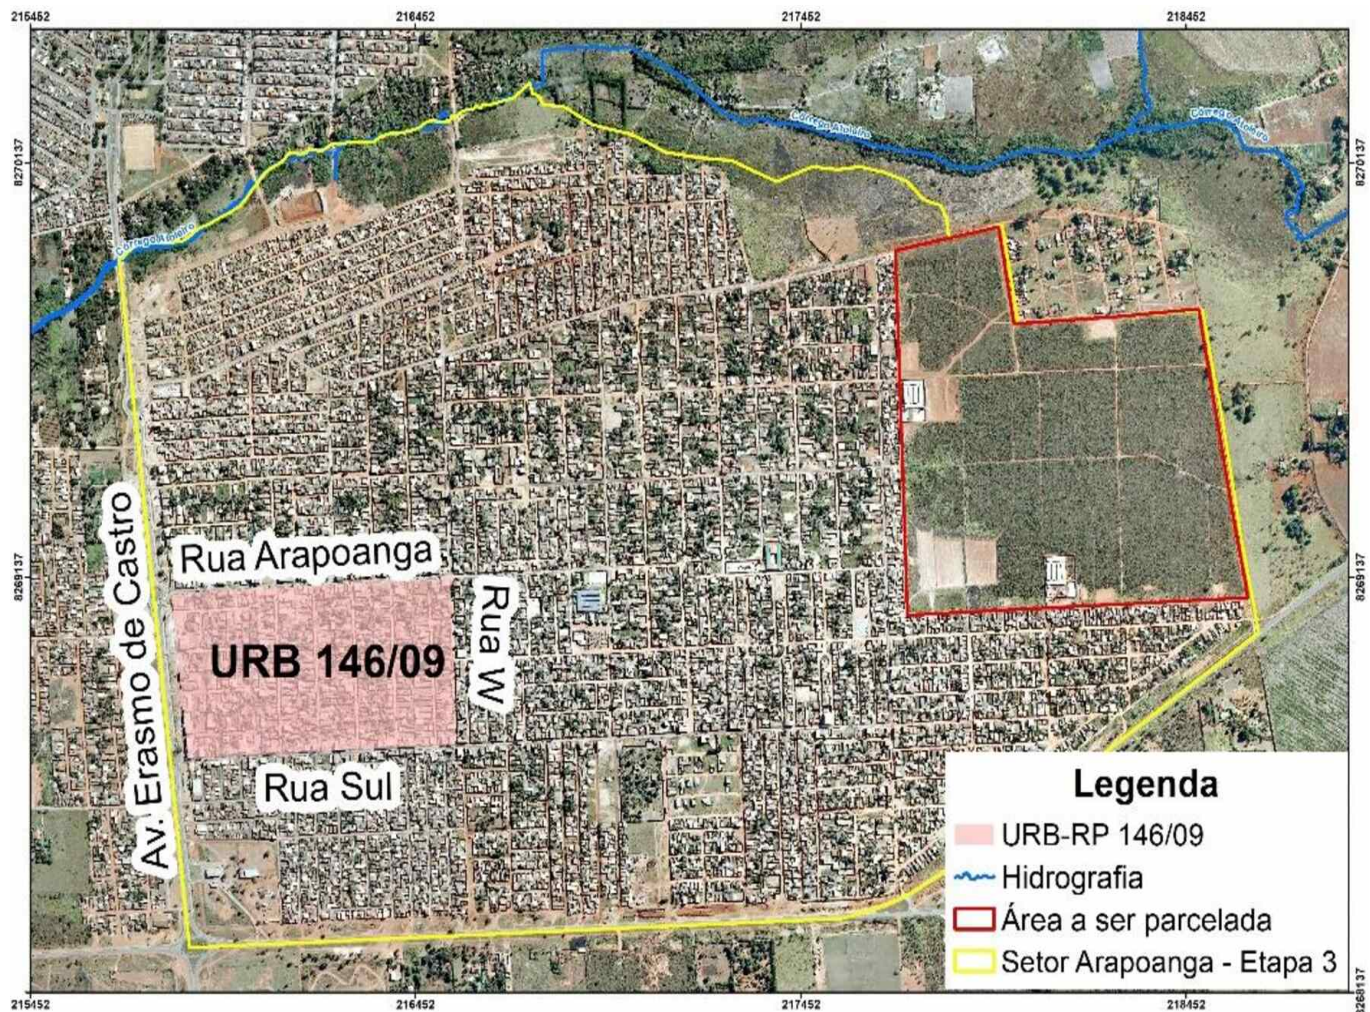 215452
216452
217452
218452
8270137
8270137
Córrego Atoleiro
Córrego Atoleiro
Córrego Atoleiro
8269137
8269137
Av. Erasmo de Castro
Rua Arapoanga
Rua W
URB 146/09
Rua Sul
Legenda
URB-RP 146/09
Hidrografia
Área a ser parcelada
Setor Arapoanga - Etapa 3
8268137
215452
216452
217452
218452